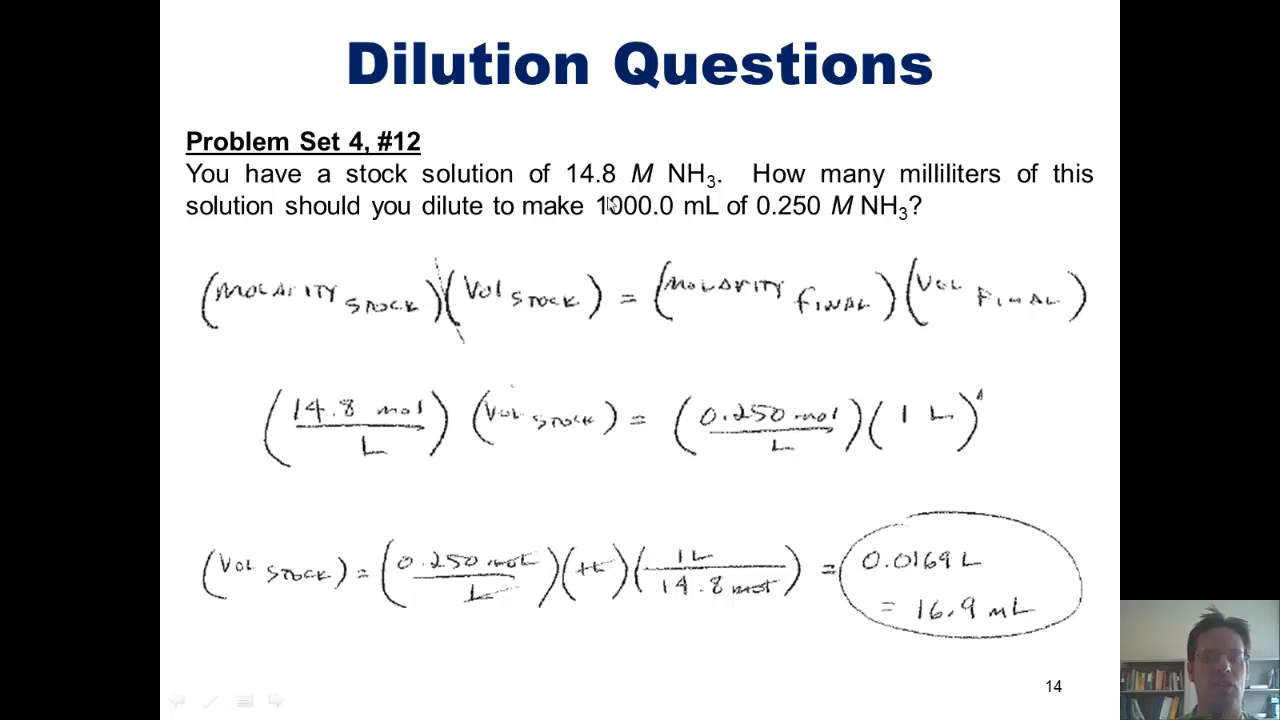 Dilution Questions
Problem Set 4, #12
You have a stock solution of 14.8 M NH₃. How many milliliters of this
solution should you dilute to make 1000.0 mL of 0.250 M NH₃?
(MOLARITY STOCK)(VOL STOCK) = (MOLARITY FINAL)(VOL FINAL)
(14.8 mol/L)(VOL STOCK) = (0.250 mol/L)(1 L)
(VOL STOCK) = (0.250 mol/L)(1L)(1L/14.8 mol) = 0.0169 L
= 16.9 mL
14